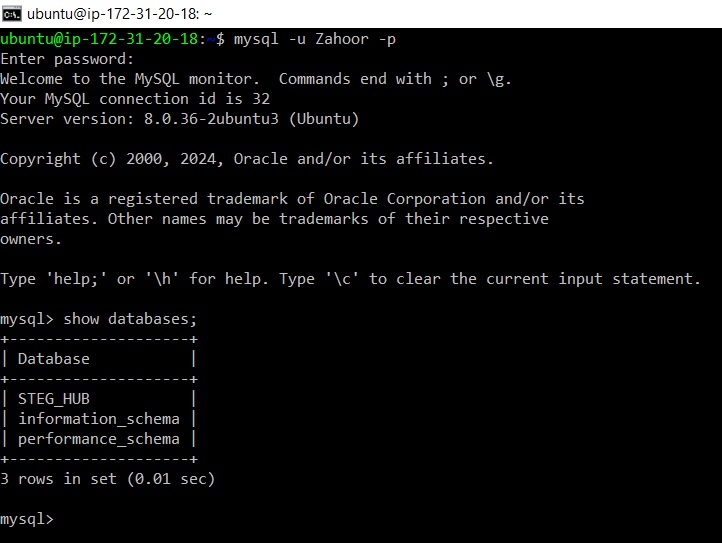 ubuntu@ip-172-31-20-18: ~
ubuntu@ip-172-31-20-18:~$ mysql -u Zahoor -p
Enter password:
Welcome to the MySQL monitor.  Commands end with ; or \g.
Your MySQL connection id is 32
Server version: 8.0.36-2ubuntu3 (Ubuntu)

Copyright (c) 2000, 2024, Oracle and/or its affiliates.

Oracle is a registered trademark of Oracle Corporation and/or its
affiliates. Other names may be trademarks of their respective
owners.

Type 'help;' or '\h' for help. Type '\c' to clear the current input statement.

mysql> show databases;
+--------------------+
| Database           |
+--------------------+
| STEG_HUB           |
| information_schema |
| performance_schema |
+--------------------+
3 rows in set (0.01 sec)

mysql>